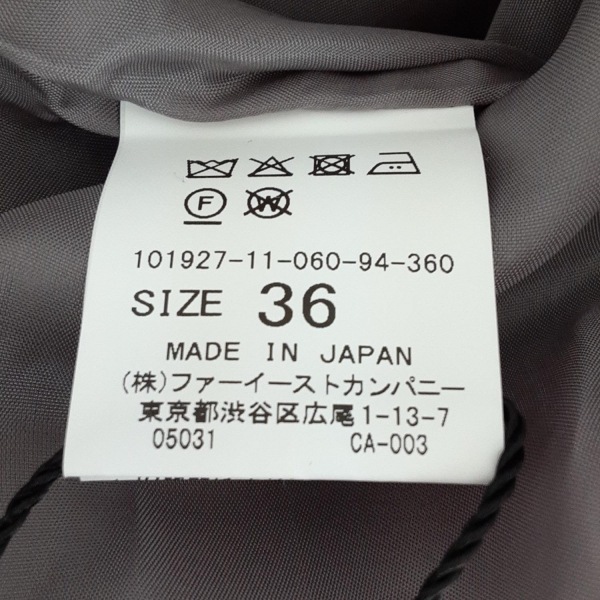 F W
101927-11-060-94-360
SIZE 36
MADE IN JAPAN
(株)ファーイーストカンパニー
東京都渋谷区広尾1-13-7
05031 CA-003